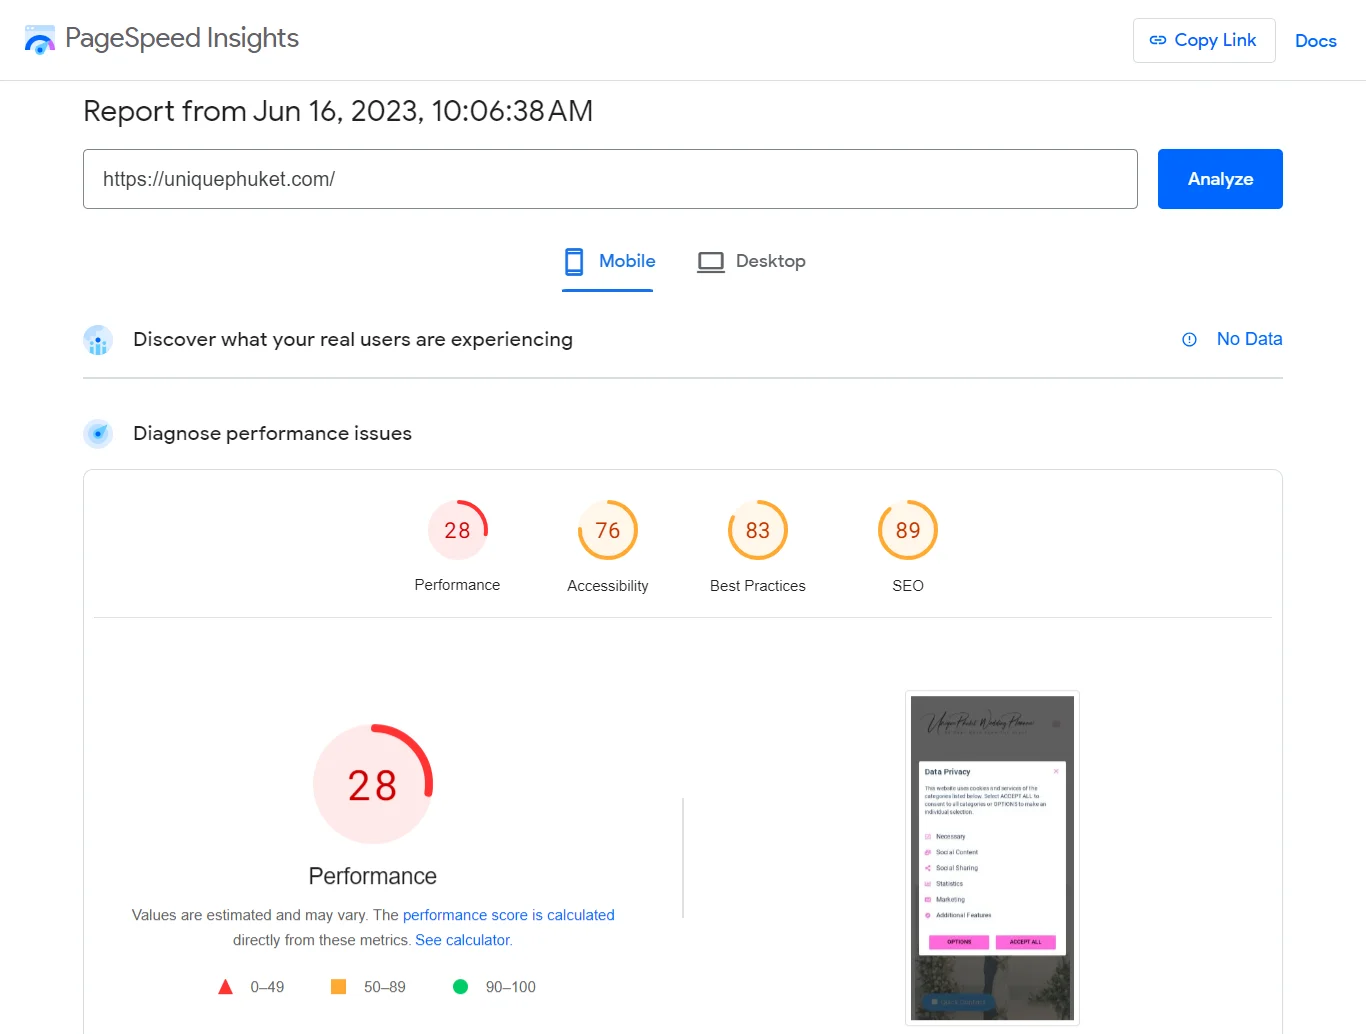 PageSpeed Insights
Copy Link
Docs
Report from Jun 16, 2023, 10:06:38 AM
https://uniquephuket.com/
Analyze
Mobile
Desktop
Discover what your real users are experiencing
No Data
Diagnose performance issues
28
76
83
89
Performance
Accessibility
Best Practices
SEO
28
Performance
Values are estimated and may vary. The performance score is calculated
directly from these metrics. See calculator.
0–49
50–89
90–100
Unique Phuket Wedding Planner
Data Privacy
This website uses cookies and services of the
categories listed below. Select ACCEPT ALL to
consent to all categories or OPTIONS to make an
individual selection.
Necessary
Social Content
Social Sharing
Statistics
Marketing
Additional Features
OPTIONS
ACCEPT ALL